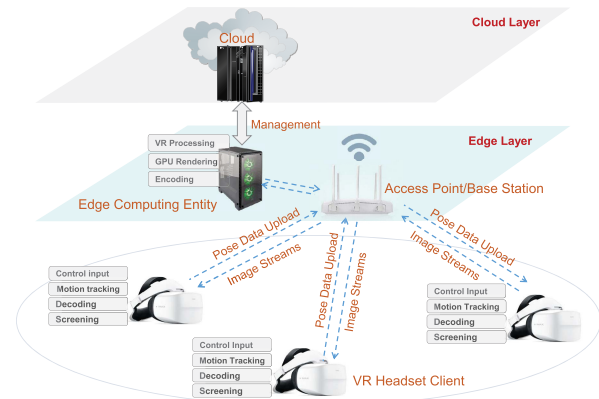 Cloud Layer
Cloud
Management
Edge Layer
VR Processing
GPU Rendering
Encoding
Edge Computing Entity
Access Point/Base Station
Pose Data Upload
Image Streams
Pose Data Upload
Image Streams
Pose Data Upload
Image Streams
Control input
Motion tracking
Decoding
Screening
Control Input
Motion Tracking
Decoding
Screening
Control Input
Motion Tracking
Decoding
Screening
VR Headset Client